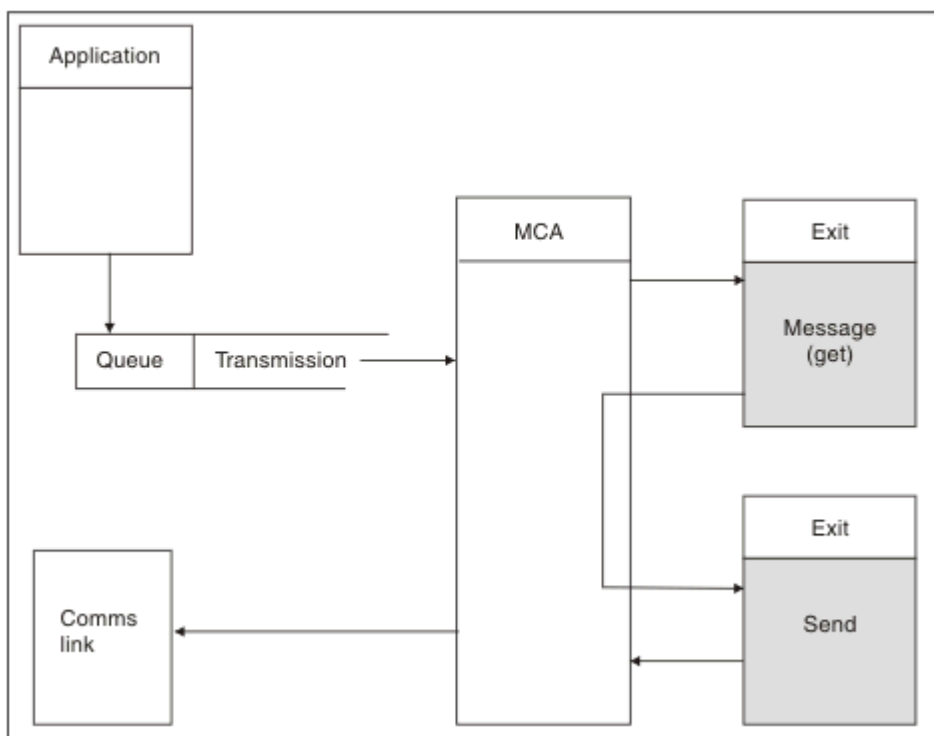 Application
MCA
Exit
Queue
Transmission
Message
(get)
Exit
Comms
link
Send